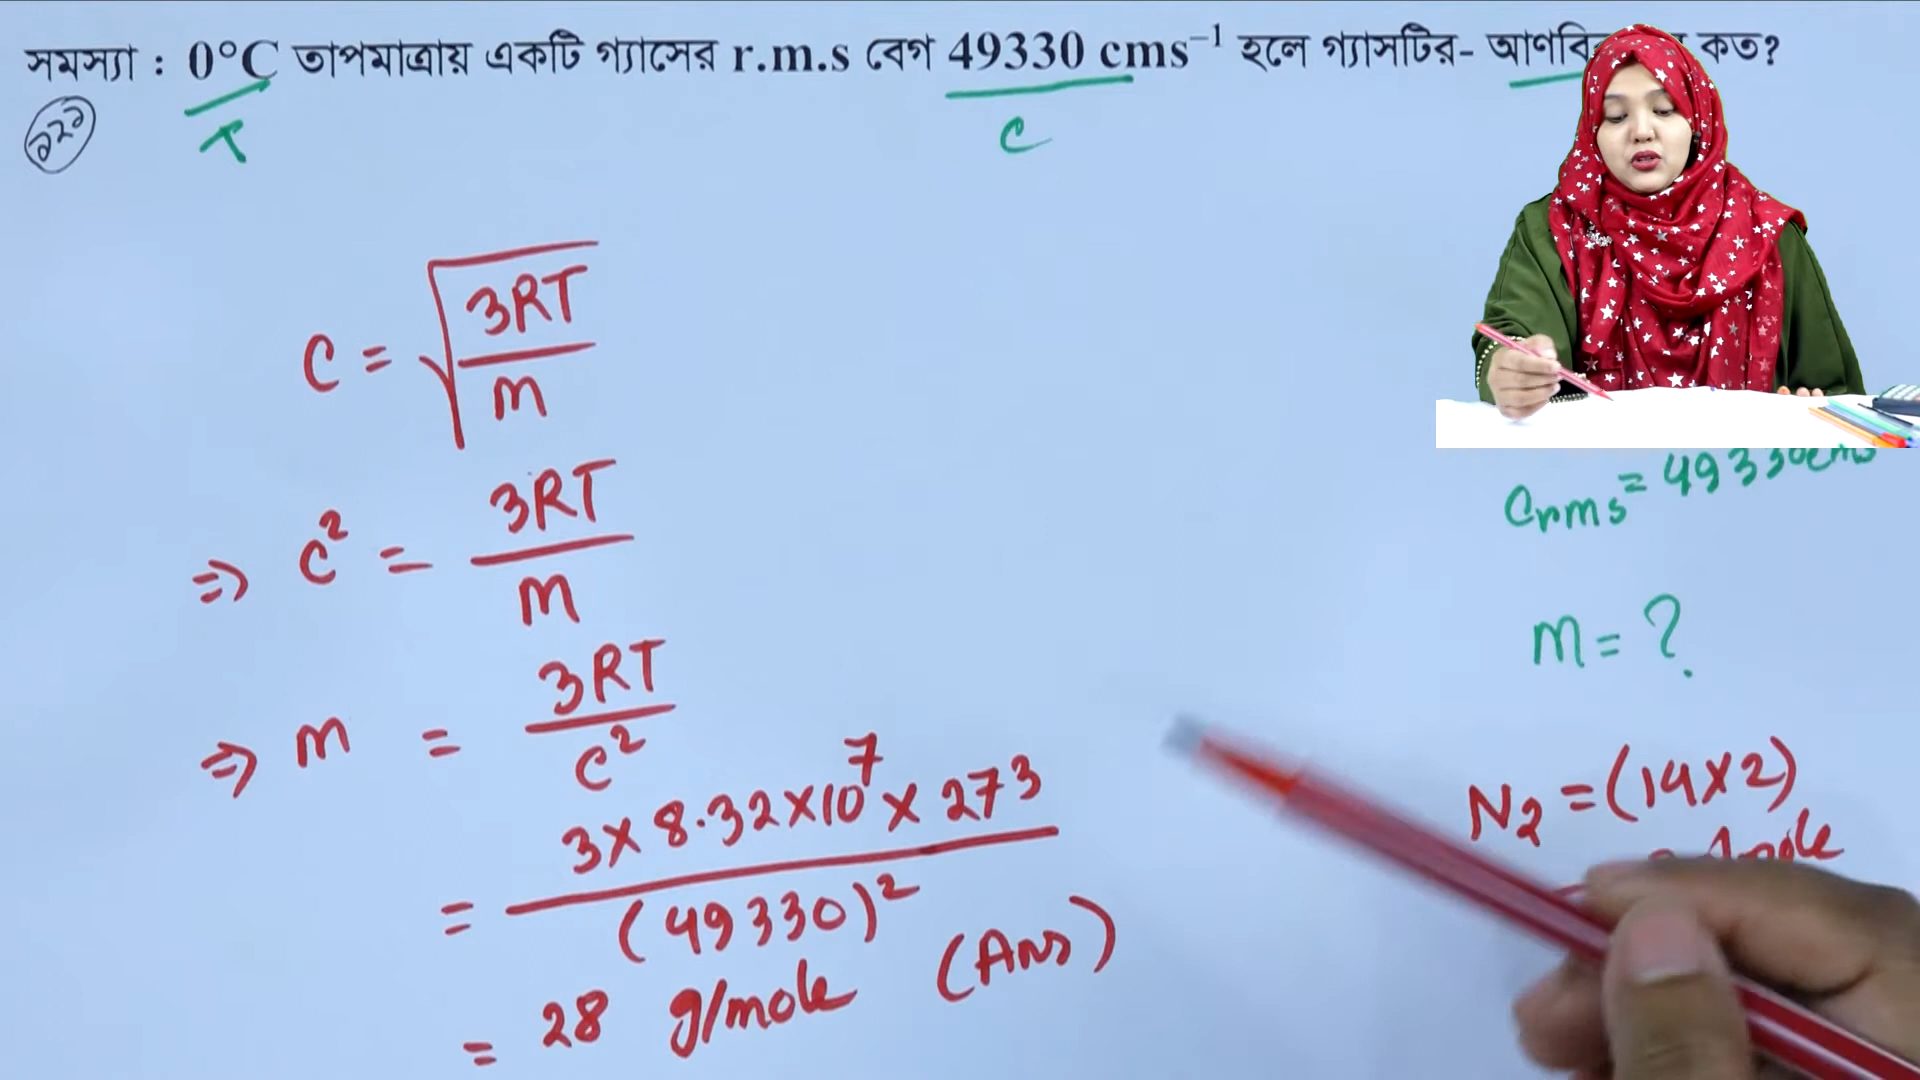 সমস্যা : 0°C তাপমাত্রায় একটি গ্যাসের r.m.s বেগ 49330 cms⁻¹ হলে গ্যাসটির- কত?
T
C
C = √(3RT/M)
⇒ C² = 3RT/M
⇒ M = 3RT/C²
= 3×8.32×10⁷×273/(49330)²
= 28 g/mole (Ans)
Crms = 49330
M = ?
N₂ = (14×2)